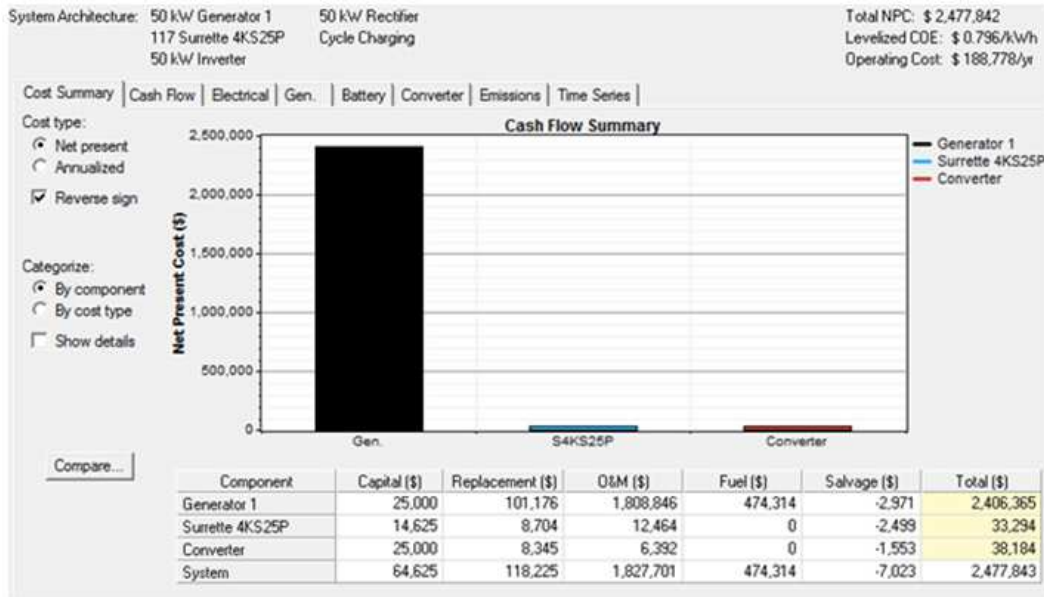 System Architecture: 50 kW Generator 1 50 kW Rectifier
117 Surrette 4KS25P Cycle Charging
50 kW Inverter
Total NPC: $ 2,477,842
Levelized COE: $ 0.796/kWh
Operating Cost: $ 188,778/yr
Cost Summary Cash Flow Electrical Gen. Battery Converter Emissions Time Series
Cost type:
Net present
Annualized
Reverse sign
Categorize:
By component
By cost type
Show details
Compare...
Cash Flow Summary
Net Present Cost ($)
2,500,000
2,000,000
1,500,000
1,000,000
500,000
0
Gen. S4KS25P Converter
Generator 1
Surrette 4KS25P
Converter
Component Capital ($) Replacement ($) O&M ($) Fuel ($) Salvage ($) Total ($)
Generator 1 25,000 101,176 1,808,846 474,314 -2,971 2,406,365
Surrette 4KS25P 14,625 8,704 12,464 0 -2,499 33,294
Converter 25,000 8,345 6,392 0 -1,553 38,184
System 64,625 118,225 1,827,701 474,314 -7,023 2,477,843